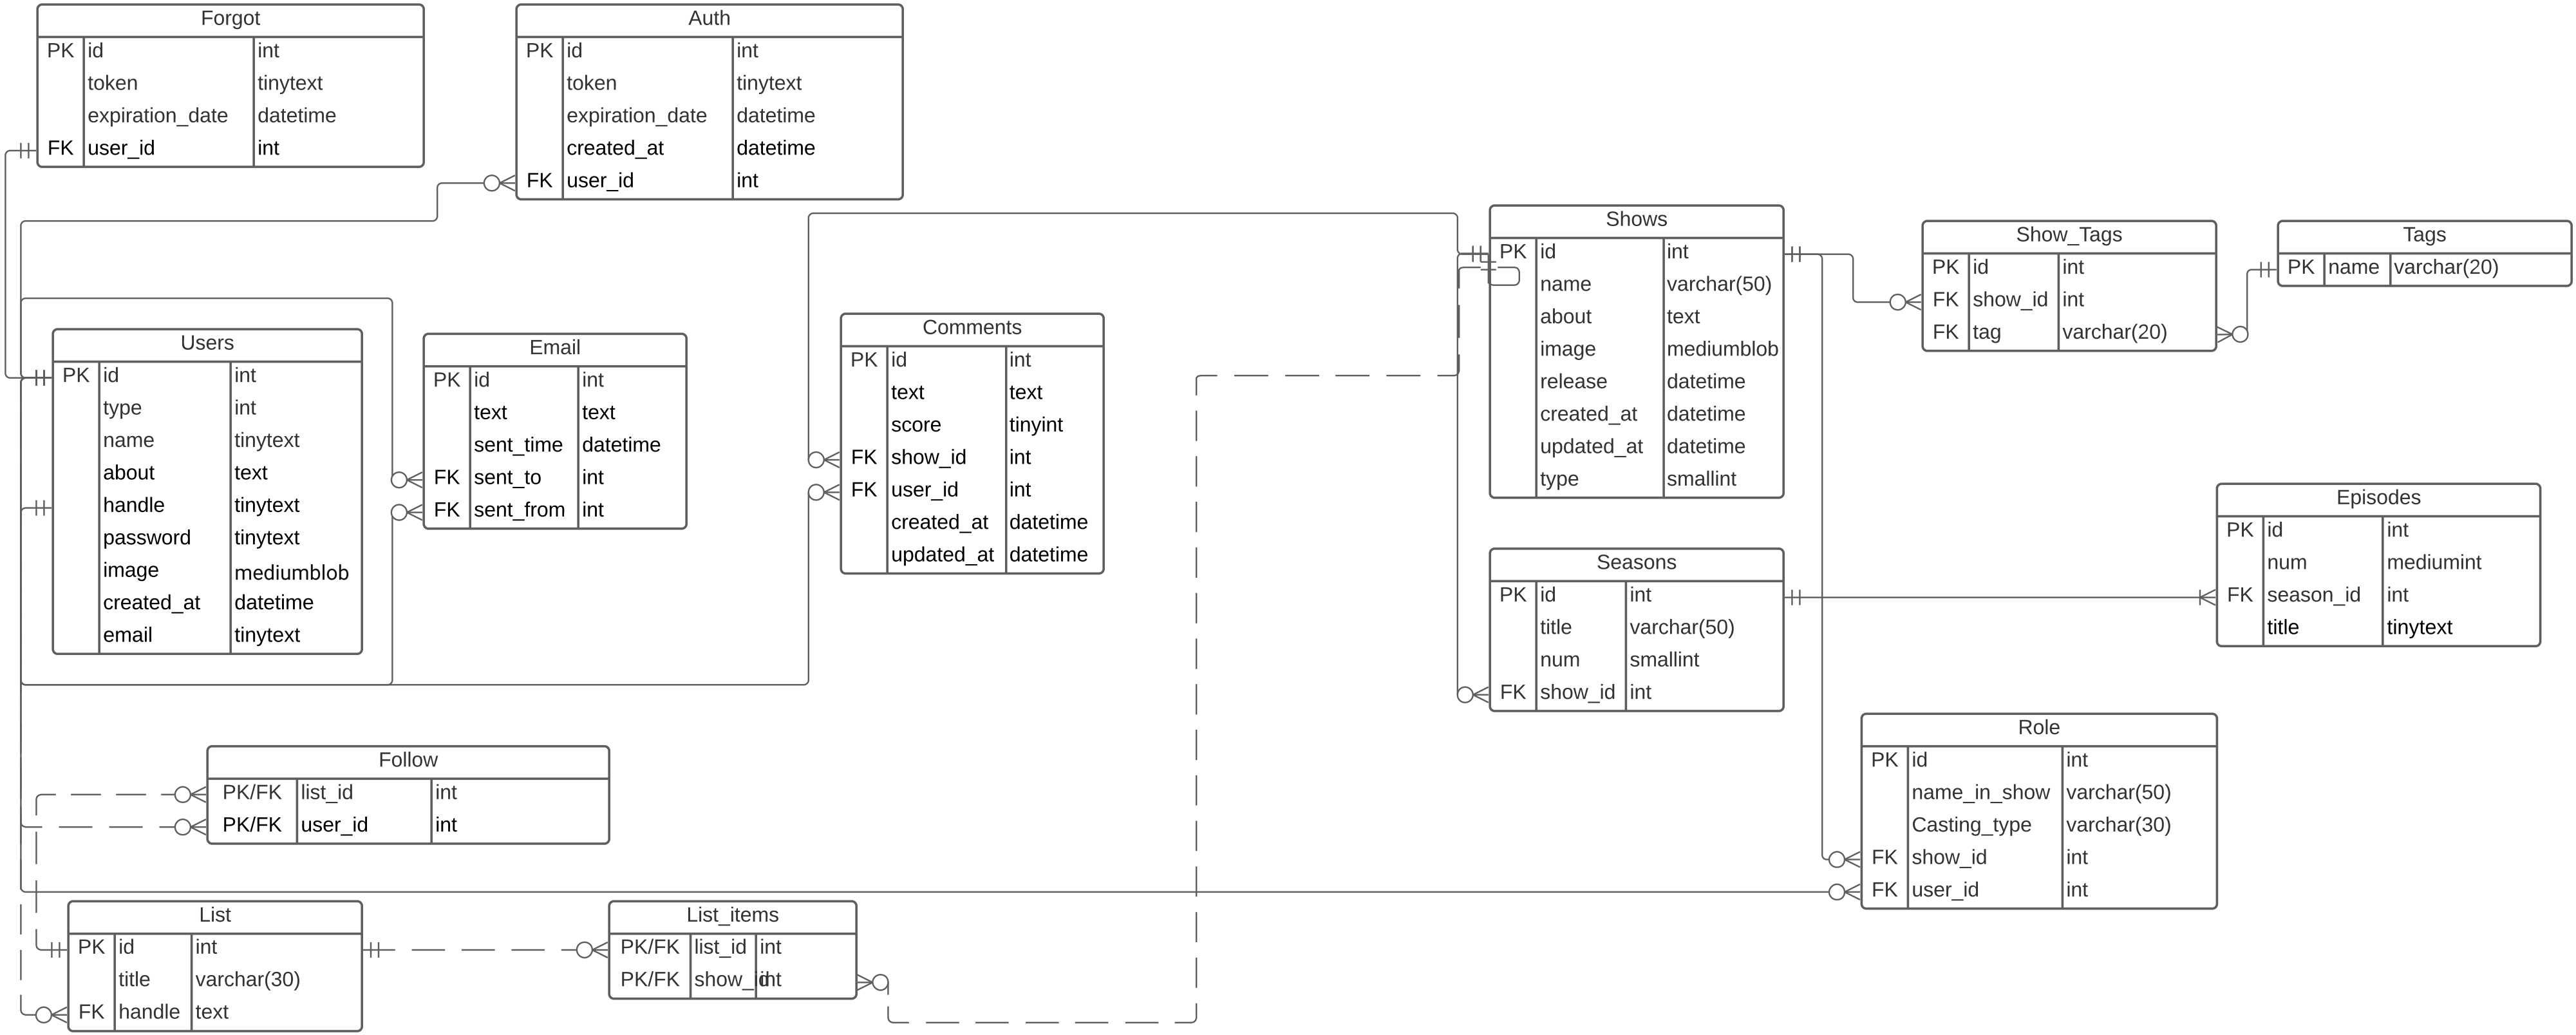 Forgot
PK id int
token tinytext
expiration_date datetime
FK user_id int
Auth
PK id int
token tinytext
expiration_date datetime
created_at datetime
FK user_id int
Shows
PK id int
name varchar(50)
about text
image mediumblob
release datetime
created_at datetime
updated_at datetime
type smallint
Show_Tags
PK id int
FK show_id int
FK tag varchar(20)
Tags
PK name varchar(20)
Users
PK id int
type int
name tinytext
about text
handle tinytext
password tinytext
image mediumblob
created_at datetime
email tinytext
Email
PK id int
text text
sent_time datetime
FK sent_to int
FK sent_from int
Comments
PK id int
text text
score tinyint
FK show_id int
FK user_id int
created_at datetime
updated_at datetime
Seasons
PK id int
title varchar(50)
num smallint
FK show_id int
Episodes
PK id int
num mediumint
FK season_id int
title tinytext
Role
PK id int
name_in_show varchar(50)
Casting_type varchar(30)
FK show_id int
FK user_id int
Follow
PK/FK list_id int
PK/FK user_id int
List
PK id int
title varchar(30)
FK handle text
List_items
PK/FK list_id int
PK/FK show_id int